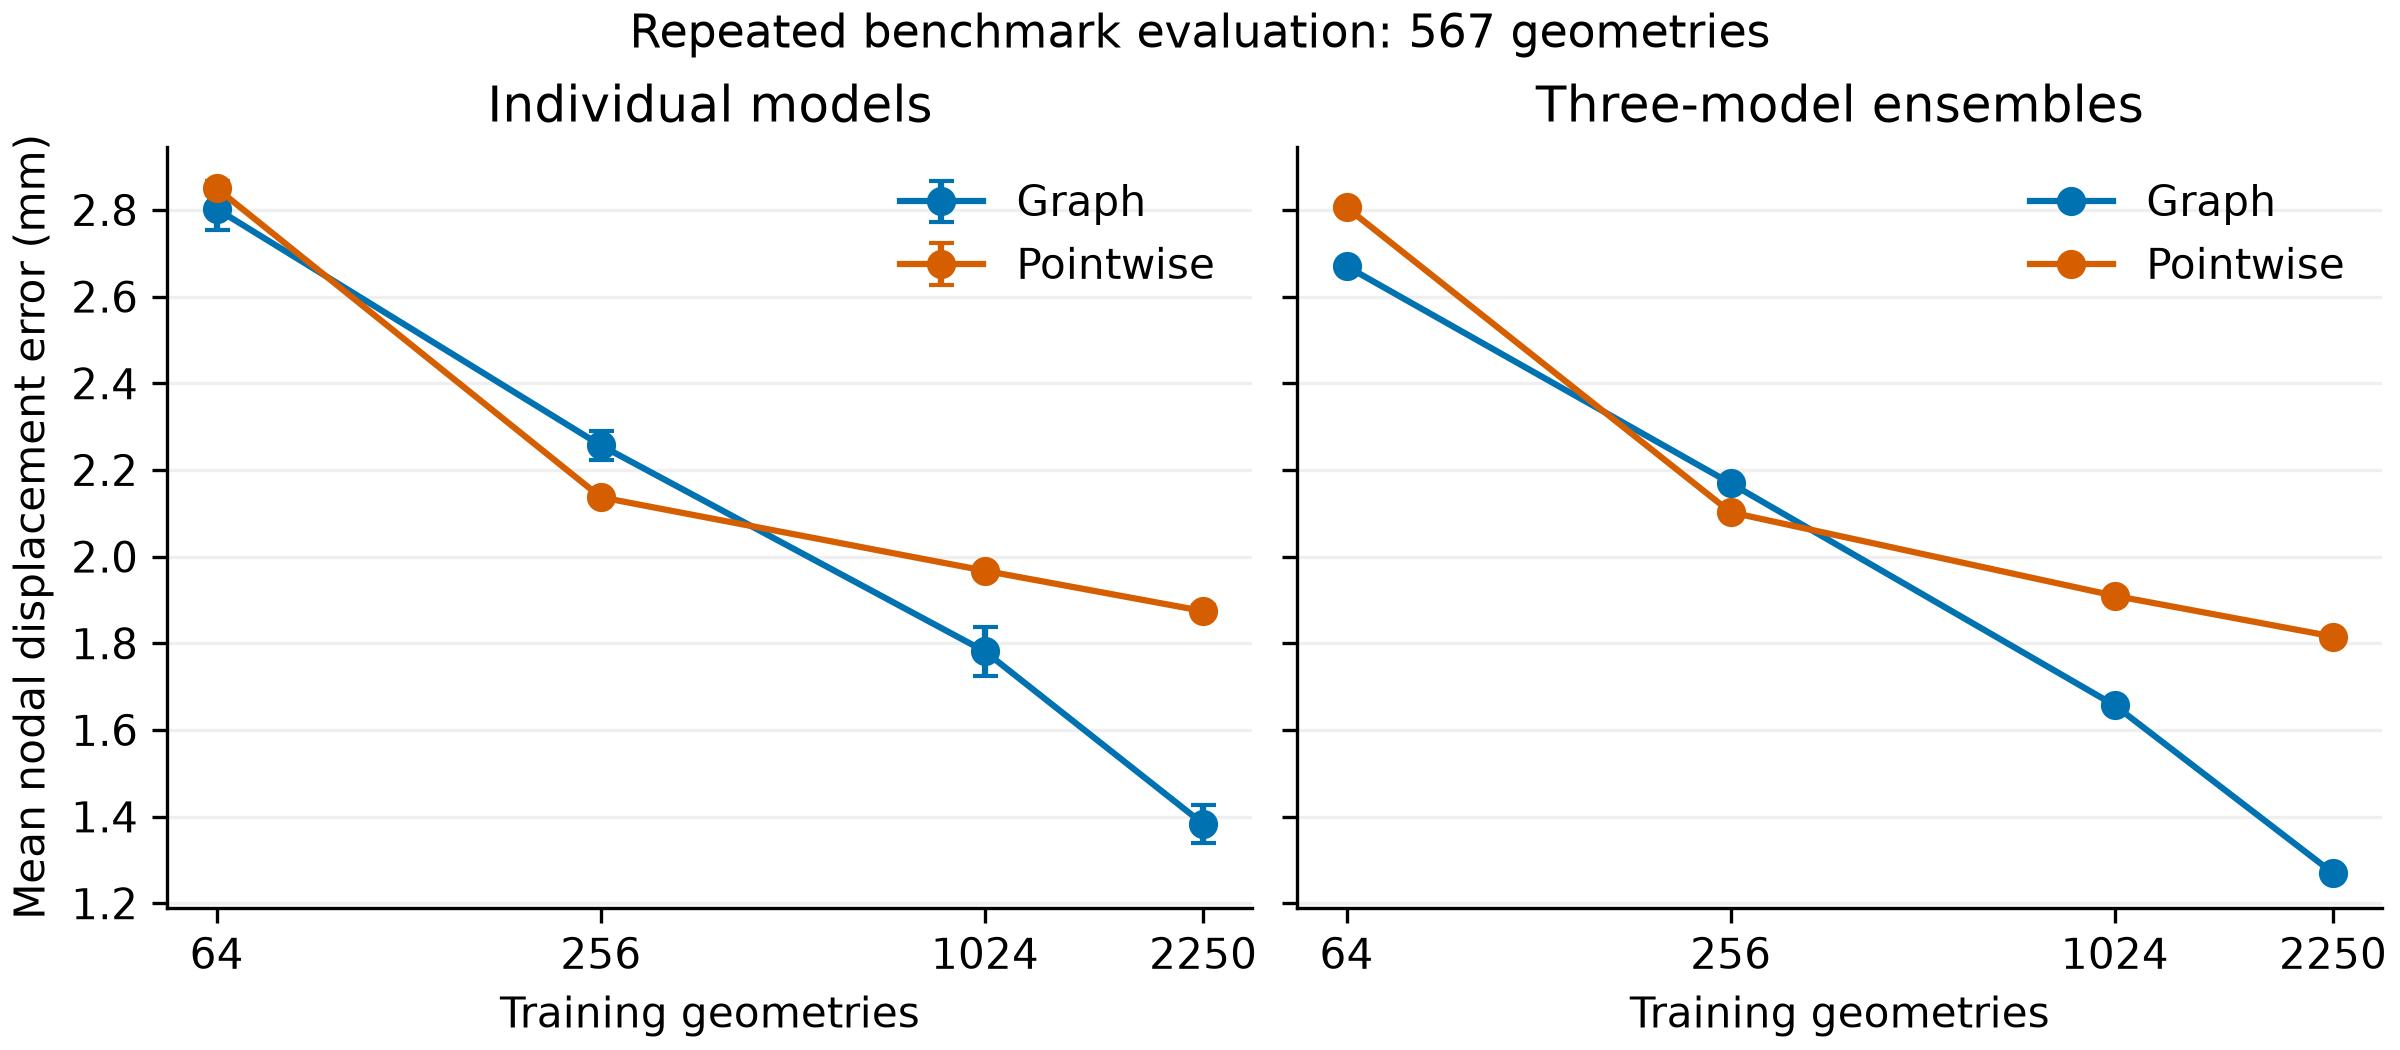 Repeated benchmark evaluation: 567 geometries
Individual models
Mean nodal displacement error (mm)
2.8
2.6
2.4
2.2
2.0
1.8
1.6
1.4
1.2
Graph
Pointwise
64
256
1024
2250
Training geometries
Three-model ensembles
Graph
Pointwise
64
256
1024
2250
Training geometries